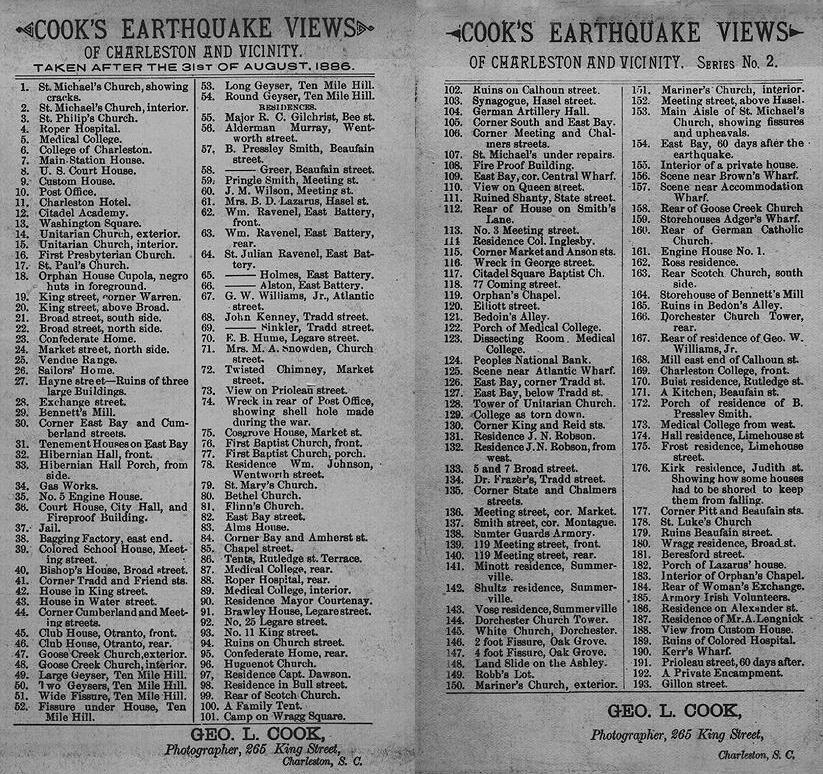 COOK'S EARTHQUAKE VIEWS
OF CHARLESTON AND VICINITY.
TAKEN AFTER THE 31ST OF AUGUST, 1886.
1. St. Michael's Church, showing
cracks.
2. St. Michael's Church, interior.
3. St. Philip's Church.
4. Roper Hospital.
5. Medical College.
6. College of Charleston.
7. Main Station House.
8. U. S. Court House.
9. Custom House.
10. Post Office.
11. Charleston Hotel.
12. Citadel Academy.
13. Washington Square.
14. Unitarian Church, exterior.
15. Unitarian Church, interior.
16. First Presbyterian Church.
17. St. Paul's Church.
18. Orphan House Cupola, negro
huts in foreground.
19. King street, corner Warren.
20. King street, above Broad.
21. Broad street, south side.
22. Broad street, north side.
23. Confederate Home.
24. Market street, north side.
25. Vendue Range.
26. Sailors' Home.
27. Hayne street—Ruins of three
large Buildings.
28. Exchange street.
29. Bennett's Mill.
30. Corner East Bay and Cum-
berland streets.
31. Tenement Houses on East Bay
32. Hibernian Hall, front.
33. Hibernian Hall Porch, from
side.
34. Gas Works.
35. No. 5 Engine House.
36. Court House, City Hall, and
Fireproof Building.
37. Jail.
38. Bagging Factory, east end.
39. Colored School House, Meet-
ing street.
40. Bishop's House, Broad street.
41. Corner Tradd and Friend sts.
42. House in King street.
43. House in Water street.
44. Corner Cumberland and Meet-
ing streets.
45. Club House, Otranto, front.
46. Club House, Otranto, rear.
47. Goose Creek Church, exterior.
48. Goose Creek Church, interior.
49. Large Geyser, Ten Mile Hill.
50. Two Geysers, Ten Mile Hill.
51. Wide Fissure, Ten Mile Hill.
52. Fissure under House, Ten
Mile Hill.
53. Long Geyser, Ten Mile Hill.
54. Round Geyser, Ten Mile Hill.
RESIDENCES.
55. Major R. C. Gilchrist, Bee st.
56. Alderman Murray, Went-
worth street.
57. B. Pressley Smith, Beaufain
street.
58. —— Greer, Beaufain street.
59. Pringle Smith, Meeting st.
60. J. M. Wilson, Meeting st.
61. Mrs. B. D. Lazarus, Hasel st.
62. Wm. Ravenel, East Battery,
front.
63. Wm. Ravenel, East Battery,
rear.
64. St. Julian Ravenel, East Bat-
tery.
65. —— Holmes, East Battery.
66. —— Alston, East Battery.
67. G. W. Williams, Jr., Atlantic
street.
68. John Kenney, Tradd street.
69. —— Sinkler, Tradd street.
70. E. B. Hume, Legare street.
71. Mrs. M. A. Snowden, Church
street.
72. Twisted Chimney, Market
street.
73. View on Prioleau street.
74. Wreck in rear of Post Office,
showing shell hole made
during the war.
75. Cosgrove House, Market st.
76. First Baptist Church, front.
77. First Baptist Church, porch.
78. Residence Wm. Johnson,
Wentworth street.
79. St. Mary's Church.
80. Bethel Church.
81. Flinn's Church.
82. East Bay street.
83. Alms House.
84. Corner Bay and Amherst st.
85. Chapel street.
86. Tents, Rutledge st. Terrace.
87. Medical College, rear.
88. Roper Hospital, rear.
89. Medical College, interior.
90. Residence Mayor Courtenay.
91. Brawley House, Legare street.
92. No. 25 Legare street.
93. No. 11 King street.
94. Ruins on Church street.
95. Confederate Home, rear.
96. Huguenot Church.
97. Residence Capt. Dawson.
98. Residence in Bull street.
99. Rear of Scotch Church.
100. A Family Tent.
101. Camp on Wragg Square.
GEO. L. COOK,
Photographer, 265 King Street,
Charleston, S. C.
COOK'S EARTHQUAKE VIEWS
OF CHARLESTON AND VICINITY. SERIES No. 2.
102. Ruins on Calhoun street.
103. Synagogue, Hasel street.
104. German Artillery Hall.
105. Corner South and East Bay.
106. Corner Meeting and Chal-
mers streets.
107. St. Michael's under repairs.
108. Fire Proof Building.
109. East Bay, cor. Central Wharf.
110. View on Queen street.
111. Ruined Shanty, State street.
112. Rear of House on Smith's
Lane.
113. No. 3 Meeting street.
114 Residence Col. Inglesby.
115. Corner Market and Anson sts.
116. Wreck in George street.
117. Citadel Square Baptist Ch.
118. 77 Coming street.
119. Orphan's Chapel.
120. Elliott street.
121. Bedoin's Alley.
122. Porch of Medical College.
123. Dissecting Room. Medical
College.
124. Peoples National Bank.
125. Scene near Atlantic Wharf.
126. East Bay, corner Tradd st.
127. East Bay, below Tradd st.
128. Tower of Unitarian Church.
129. College as torn down.
130. Corner King and Reid sts.
131. Residence J. N. Robson.
132. Residence J. N. Robson, from
west.
133. 5 and 7 Broad street.
134. Dr. Frazer's, Tradd street.
135. Corner State and Chalmers
streets.
136. Meeting street, cor. Market.
137. Smith street, cor. Montague.
138. Sumter Guards Armory.
139. 119 Meeting street, front.
140. 119 Meeting street, rear.
141. Minott residence, Summer-
ville.
142. Shultz residence, Summer-
ville.
143. Vose residence, Summerville
144. Dorchester Church Tower.
145. White Church, Dorchester.
146. 2 foot Fissure, Oak Grove.
147. 4 foot Fissure, Oak Grove.
148. Land Slide on the Ashley.
149. Robb's Lot.
150. Mariner's Church, exterior.
151. Mariner's Church, interior.
152. Meeting street, above Hasel.
153. Main Aisle of St. Michael's
Church, showing fissures
and upheavals.
154. East Bay, 60 days after the
earthquake.
155. Interior of a private house.
156. Scene near Brown's Wharf.
157. Scene near Accommodation
Wharf.
158. Rear of Goose Creek Church
159. Storehouses Adger's Wharf.
160. Rear of German Catholic
Church.
161. Engine House No. 1.
162. Ross residence.
163. Rear Scotch Church, south
side.
164. Storehouse of Bennett's Mill
165. Ruins in Bedon's Alley.
166. Dorchester Church Tower,
rear.
167. Rear of residence of Geo. W.
Williams, Jr.
168. Mill east end of Calhoun st.
169. Charleston College, front.
170. Buist residence, Rutledge st.
171. A Kitchen, Beaufain st.
172. Porch of residence of B.
Pressley Smith.
173. Medical College from west.
174. Hall residence, Limehouse st
175. Frost residence, Limehouse
street.
176. Kirk residence, Judith st.
Showing how some houses
had to be shored to keep
them from falling.
177. Corner Pitt and Beaufain sts.
178. St. Luke's Church
179. Ruins Beaufain street.
180. Wragg residence, Broad st.
181. Beresford street.
182. Porch of Lazarus' house.
183. Interior of Orphan's Chapel.
184. Rear of Woman's Exchange.
185. Armory Irish Volunteers.
186. Residence on Alexander st.
187. Residence of Mr. A. Lengnick
188. View from Custom House.
189. Ruins of Colored Hospital.
190. Kerr's Wharf.
191. Prioleau street, 60 days after.
192. A Private Encampment.
193. Gillon street.
GEO. L. COOK,
Photographer, 265 King Street,
Charleston, S. C.